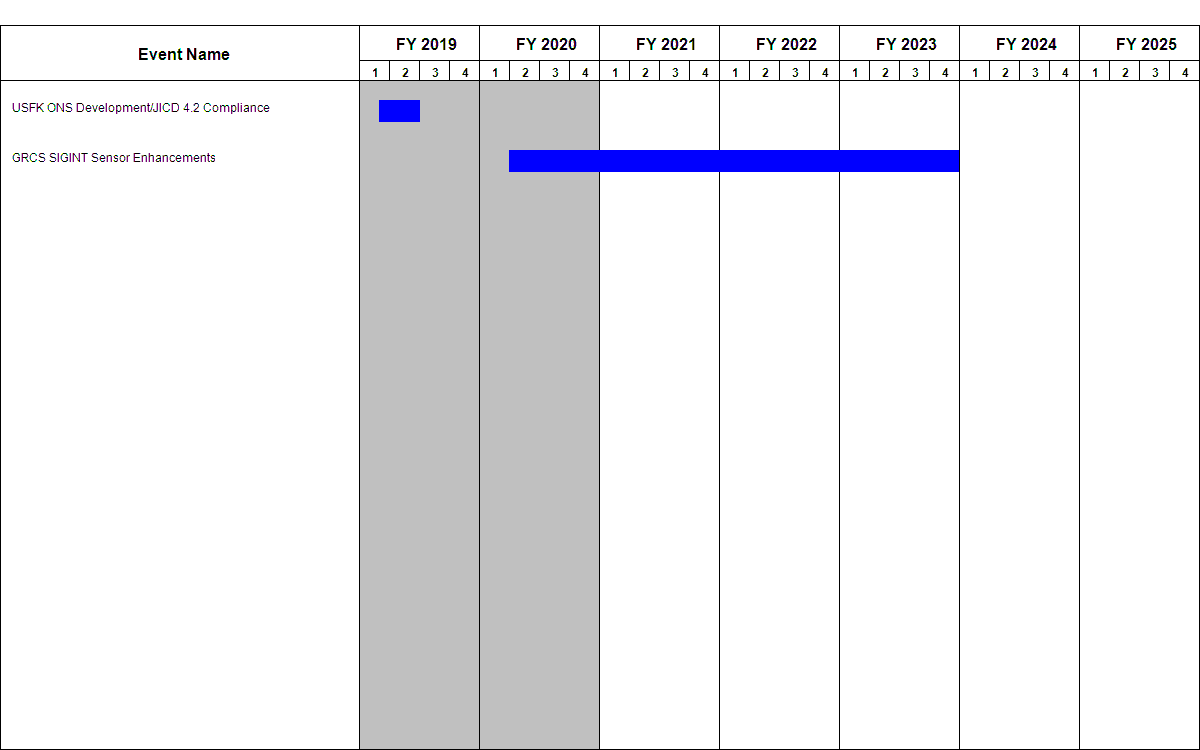 Event Name
FY 2019 FY 2020 FY 2021 FY 2022 FY 2023 FY 2024 FY 2025
1 2 3 4 1 2 3 4 1 2 3 4 1 2 3 4 1 2 3 4 1 2 3 4 1 2 3 4
USFK ONS Development/JICD 4.2 Compliance
GRCS SIGINT Sensor Enhancements